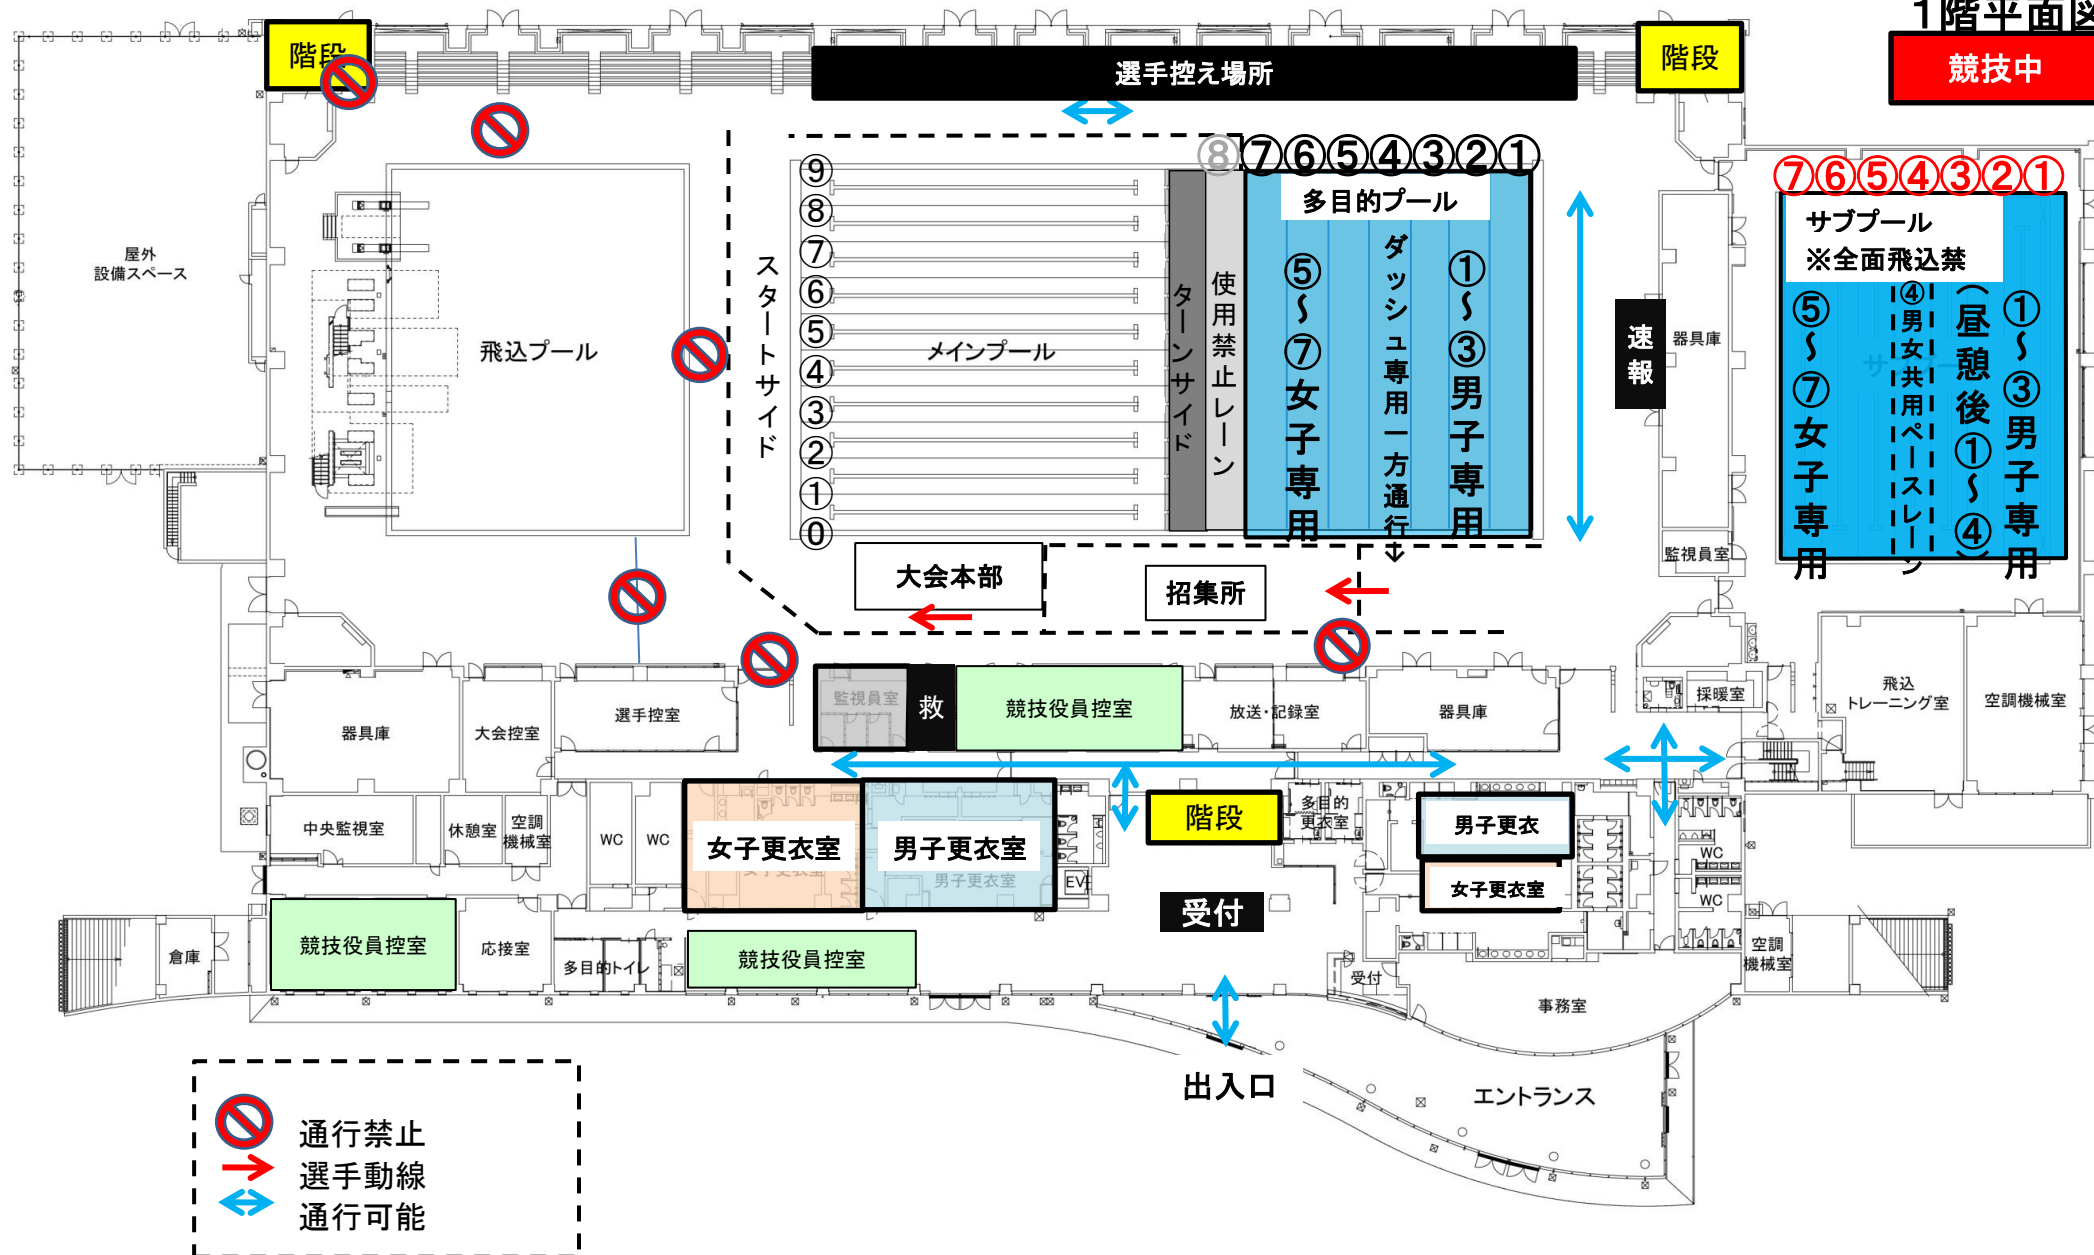 1階平面図
競技中
階段
選手控え場所
階段
⑧⑦⑥⑤④③②①
⑨
⑧
⑦
⑥
⑤
④
③
②
①
⓪
スタートサイド
メインプール
ターンサイド
使用禁止レーン
多目的プール
⑤～⑦女子専用
ダッシュ専用一方通行→
①～③男子専用
速報
器具庫
監視員室
⑦⑥⑤④③②①
サブプール
※全面飛込禁
⑤～⑦女子専用
④男女共用ペースレーン
(昼憩後①～④)
①～③男子専用
屋外
設備スペース
飛込プール
大会本部
招集所
器具庫
大会控室
選手控室
監視員室
救
競技役員控室
放送・記録室
器具庫
採暖室
飛込
トレーニング室
空調機械室
中央監視室
休憩室
空調
機械室
WC
WC
女子更衣室
女子更衣室
男子更衣室
男子更衣室
EV
階段
多目的
更衣室
男子更衣
女子更衣室
WC
WC
受付
倉庫
競技役員控室
応接室
多目的トイレ
競技役員控室
受付
事務室
空調
機械室
出入口
エントランス
通行禁止
選手動線
通行可能